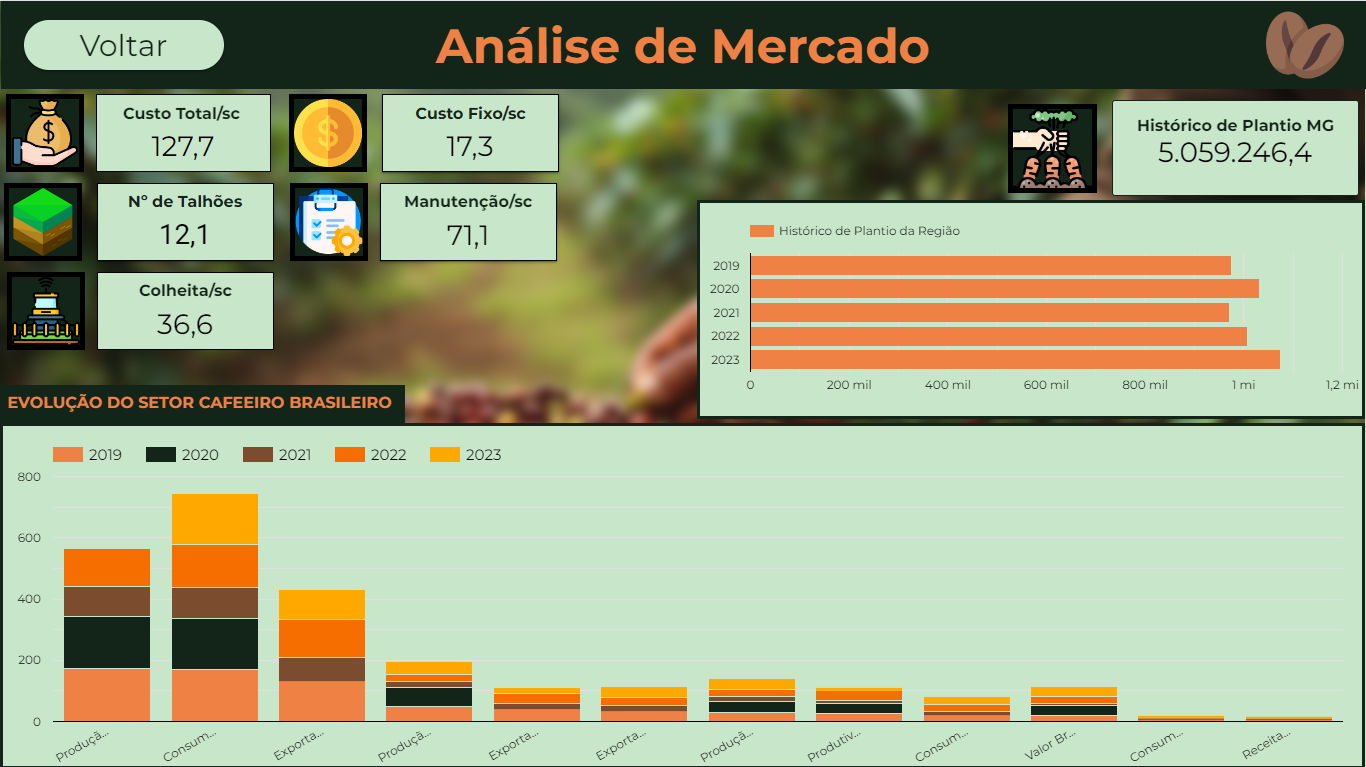 Voltar
Análise de Mercado
Custo Total/sc
127,7
Custo Fixo/sc
17,3
Histórico de Plantio MG
5.059.246,4
Nº de Talhões
12,1
Manutenção/sc
71,1
Colheita/sc
36,6
Histórico de Plantio da Região
2019
2020
2021
2022
2023
0 200 mil 400 mil 600 mil 800 mil 1 mi 1,2 mi
EVOLUÇÃO DO SETOR CAFEEIRO BRASILEIRO
2019 2020 2021 2022 2023
800
600
400
200
0
Produçã... Consum... Exporta... Produçã... Exporta... Exporta... Produçã... Produtiv... Consum... Valor Br... Consum... Receita...